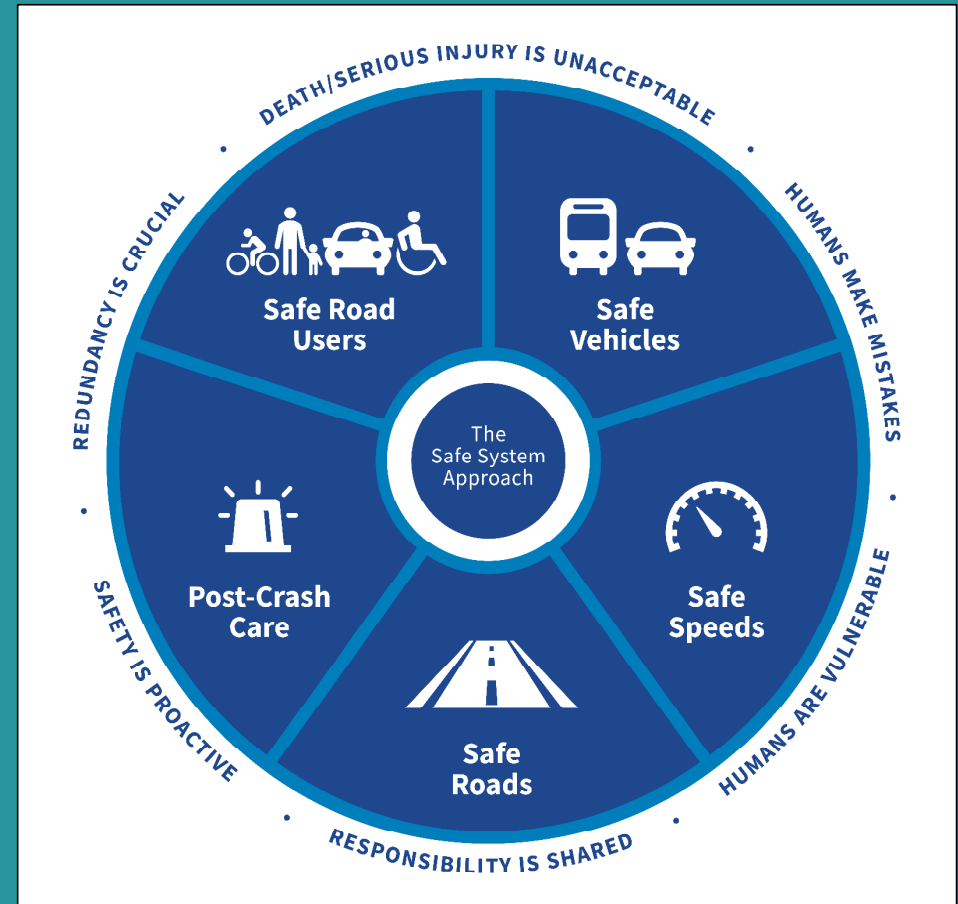 DEATH/SERIOUS INJURY IS UNACCEPTABLE
HUMANS MAKE MISTAKES
HUMANS ARE VULNERABLE
RESPONSIBILITY IS SHARED
SAFETY IS PROACTIVE
REDUNDANCY IS CRUCIAL
Safe Road
Users
Safe
Vehicles
The
Safe System
Approach
Post-Crash
Care
Safe
Speeds
Safe
Roads